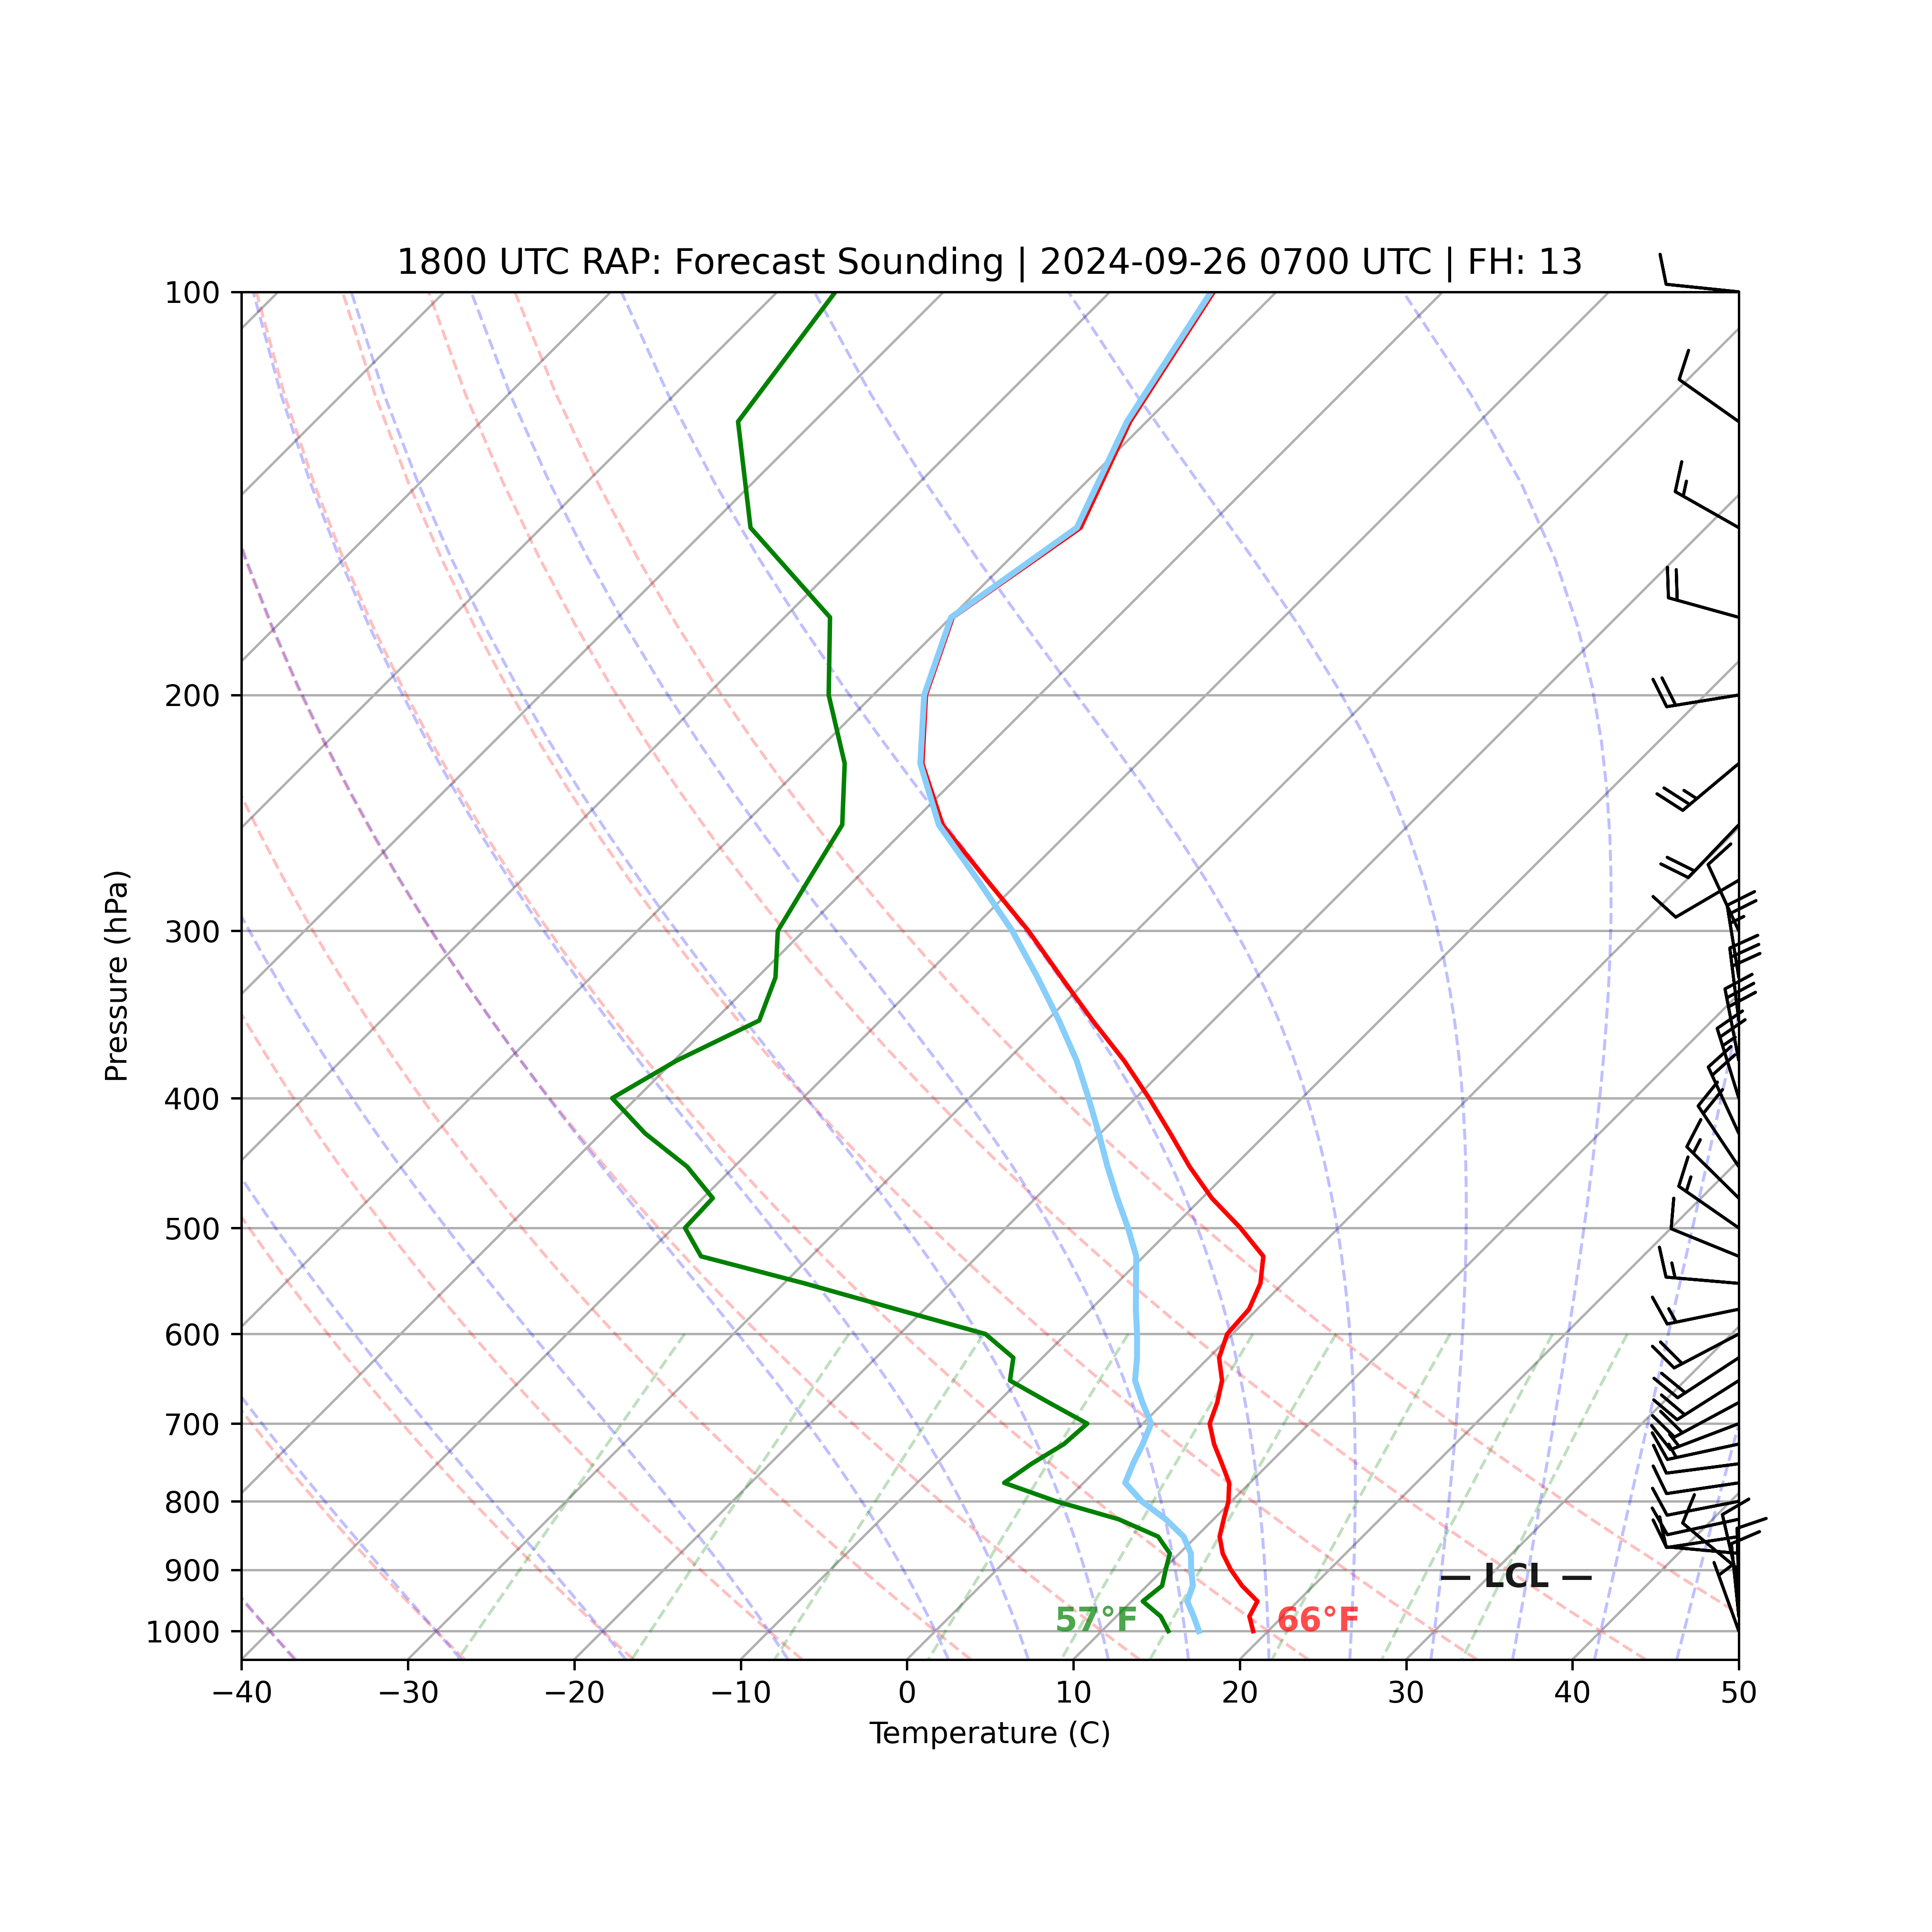 1800 UTC RAP: Forecast Sounding | 2024-09-26 0700 UTC | FH: 13
100
200
300
400
500
600
700
800
900
1000
Pressure (hPa)
— LCL —
57°F 66°F
−40 −30 −20 −10 0 10 20 30 40 50
Temperature (C)